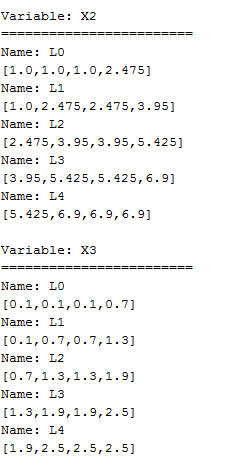 Variable: X2
========================
Name: L0
[1.0,1.0,1.0,2.475]
Name: L1
[1.0,2.475,2.475,3.95]
Name: L2
[2.475,3.95,3.95,5.425]
Name: L3
[3.95,5.425,5.425,6.9]
Name: L4
[5.425,6.9,6.9,6.9]

Variable: X3
========================
Name: L0
[0.1,0.1,0.1,0.7]
Name: L1
[0.1,0.7,0.7,1.3]
Name: L2
[0.7,1.3,1.3,1.9]
Name: L3
[1.3,1.9,1.9,2.5]
Name: L4
[1.9,2.5,2.5,2.5]